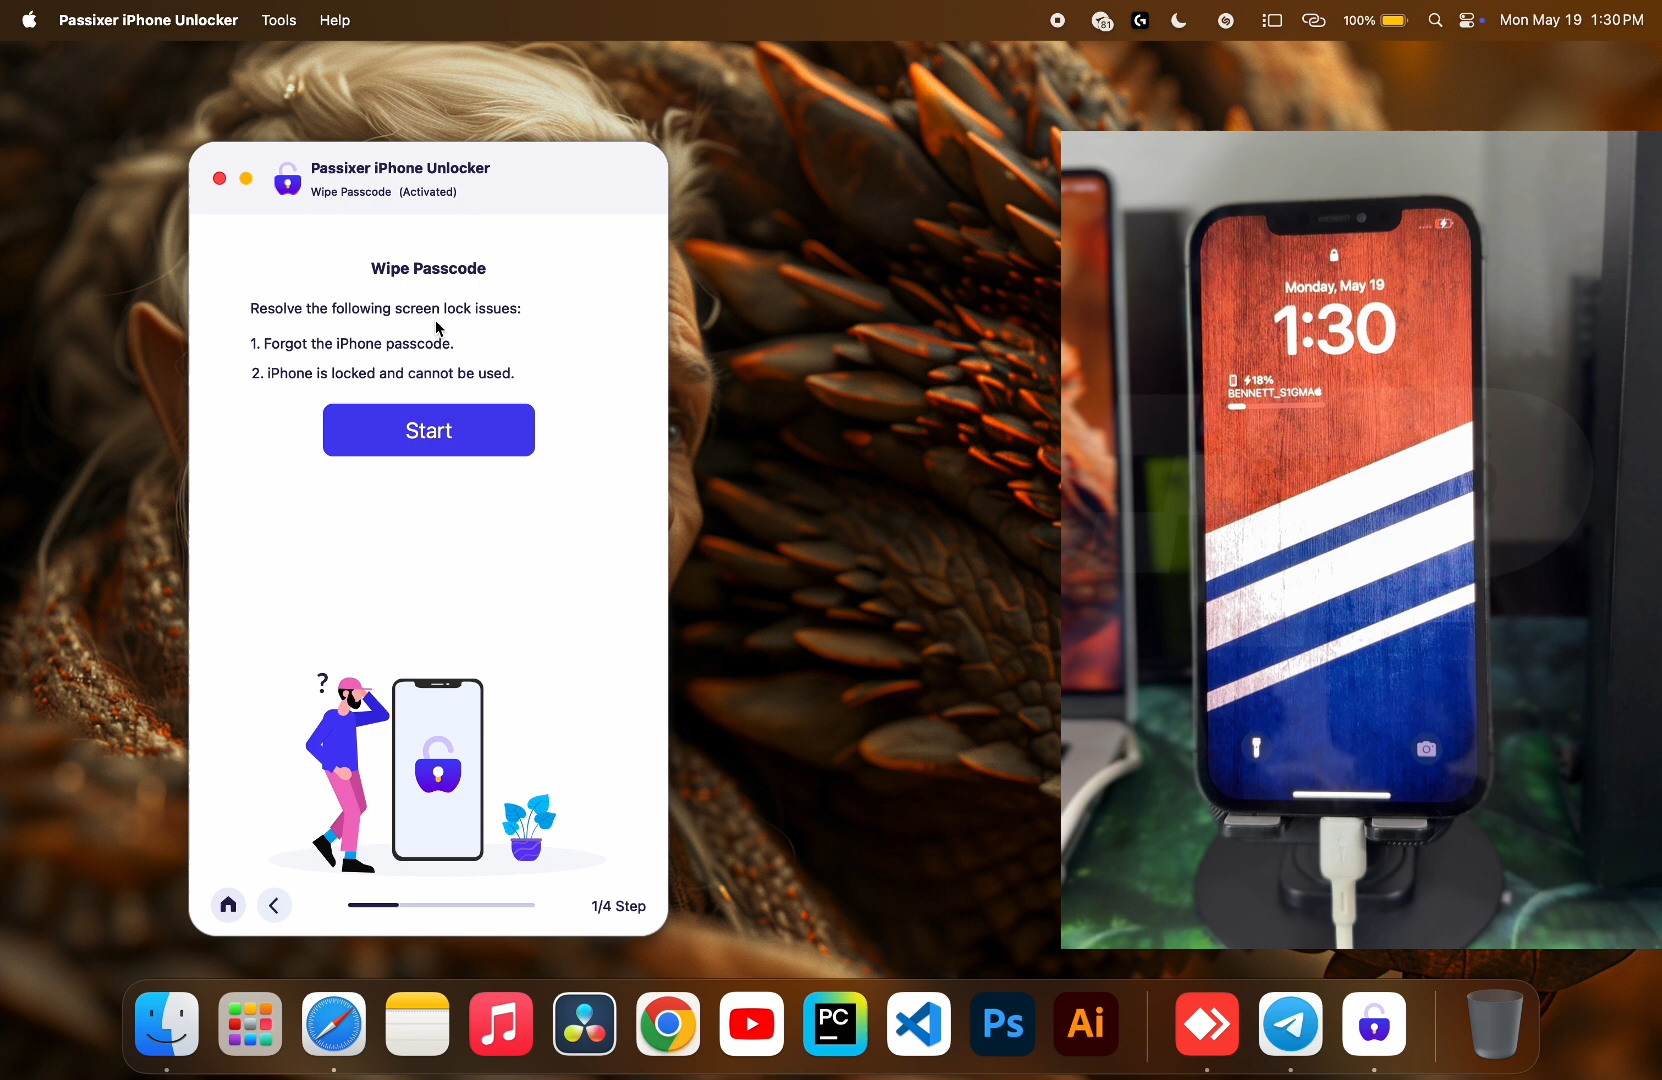 Passixer iPhone Unlocker Tools Help 81 100% Mon May 19 1:30 PM
Passixer iPhone Unlocker
Wipe Passcode (Activated)
Wipe Passcode
Resolve the following screen lock issues:
1. Forgot the iPhone passcode.
2. iPhone is locked and cannot be used.
Start
?
1/4 Step
Monday, May 19
1:30
18%
BENNETT_S1GMA
PC
Ps
Ai